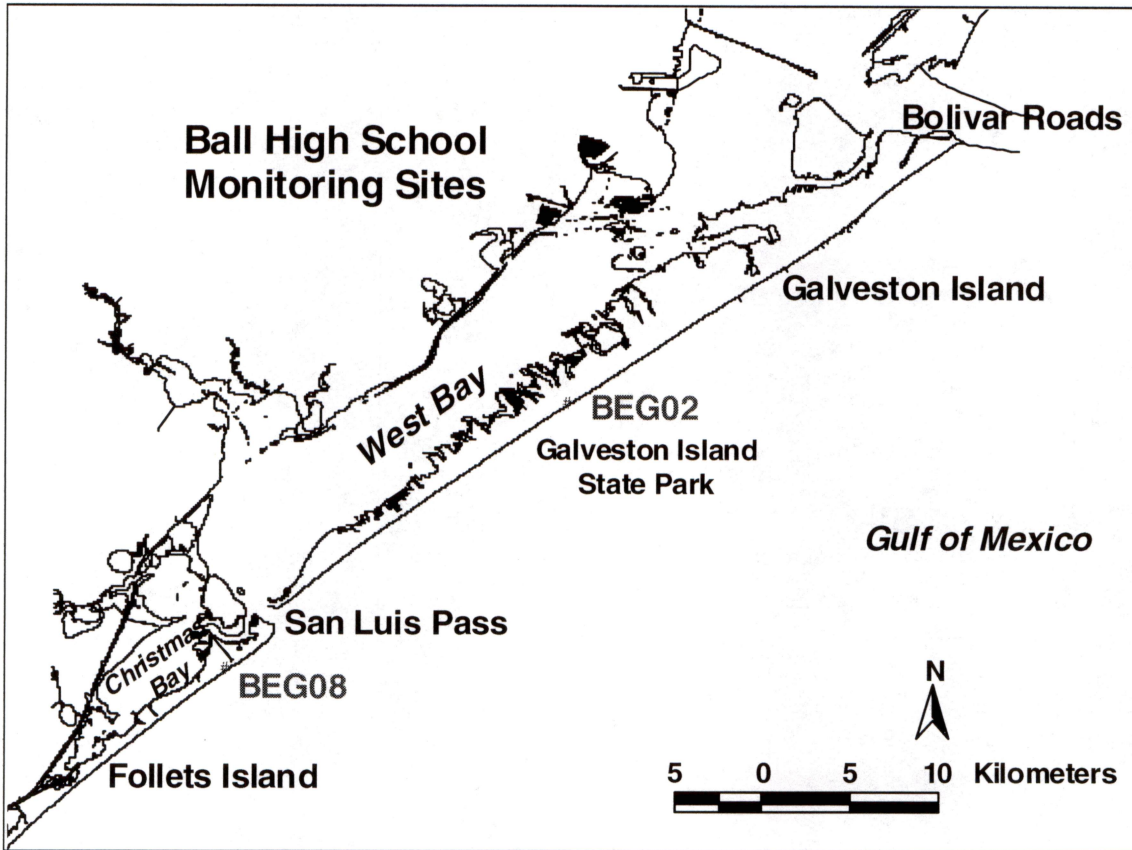 Ball High School
Monitoring Sites
Bolivar Roads
Galveston Island
West Bay
BEG02
Galveston Island
State Park
Gulf of Mexico
San Luis Pass
Christmas
Bay
BEG08
Follets Island
N
5 0 5 10 Kilometers